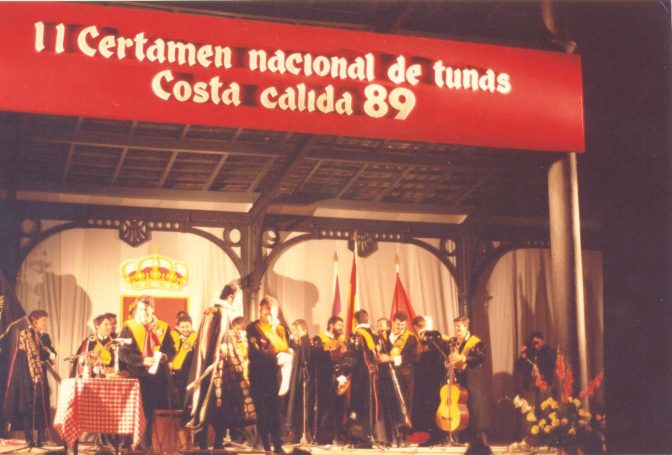 II Certamen nacional de tunas
Costa calida 89